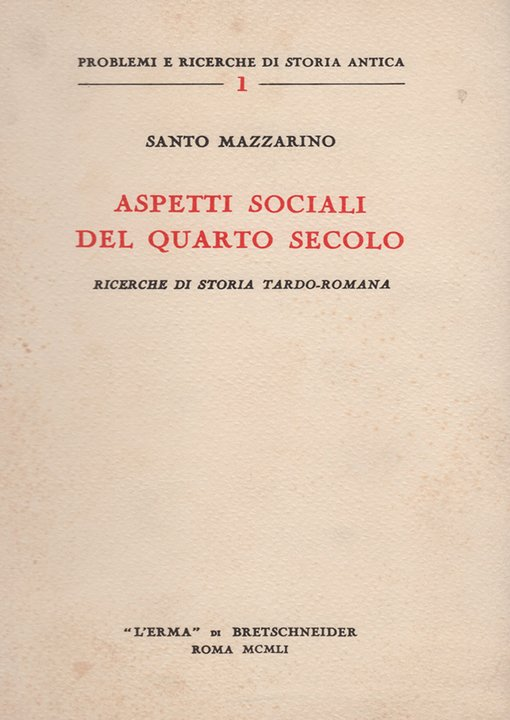 PROBLEMI E RICERCHE DI STORIA ANTICA
1
SANTO MAZZARINO
ASPETTI SOCIALI
DEL QUARTO SECOLO
RICERCHE DI STORIA TARDO-ROMANA
"L'ERMA" DI BRETSCHNEIDER
ROMA MCMLI